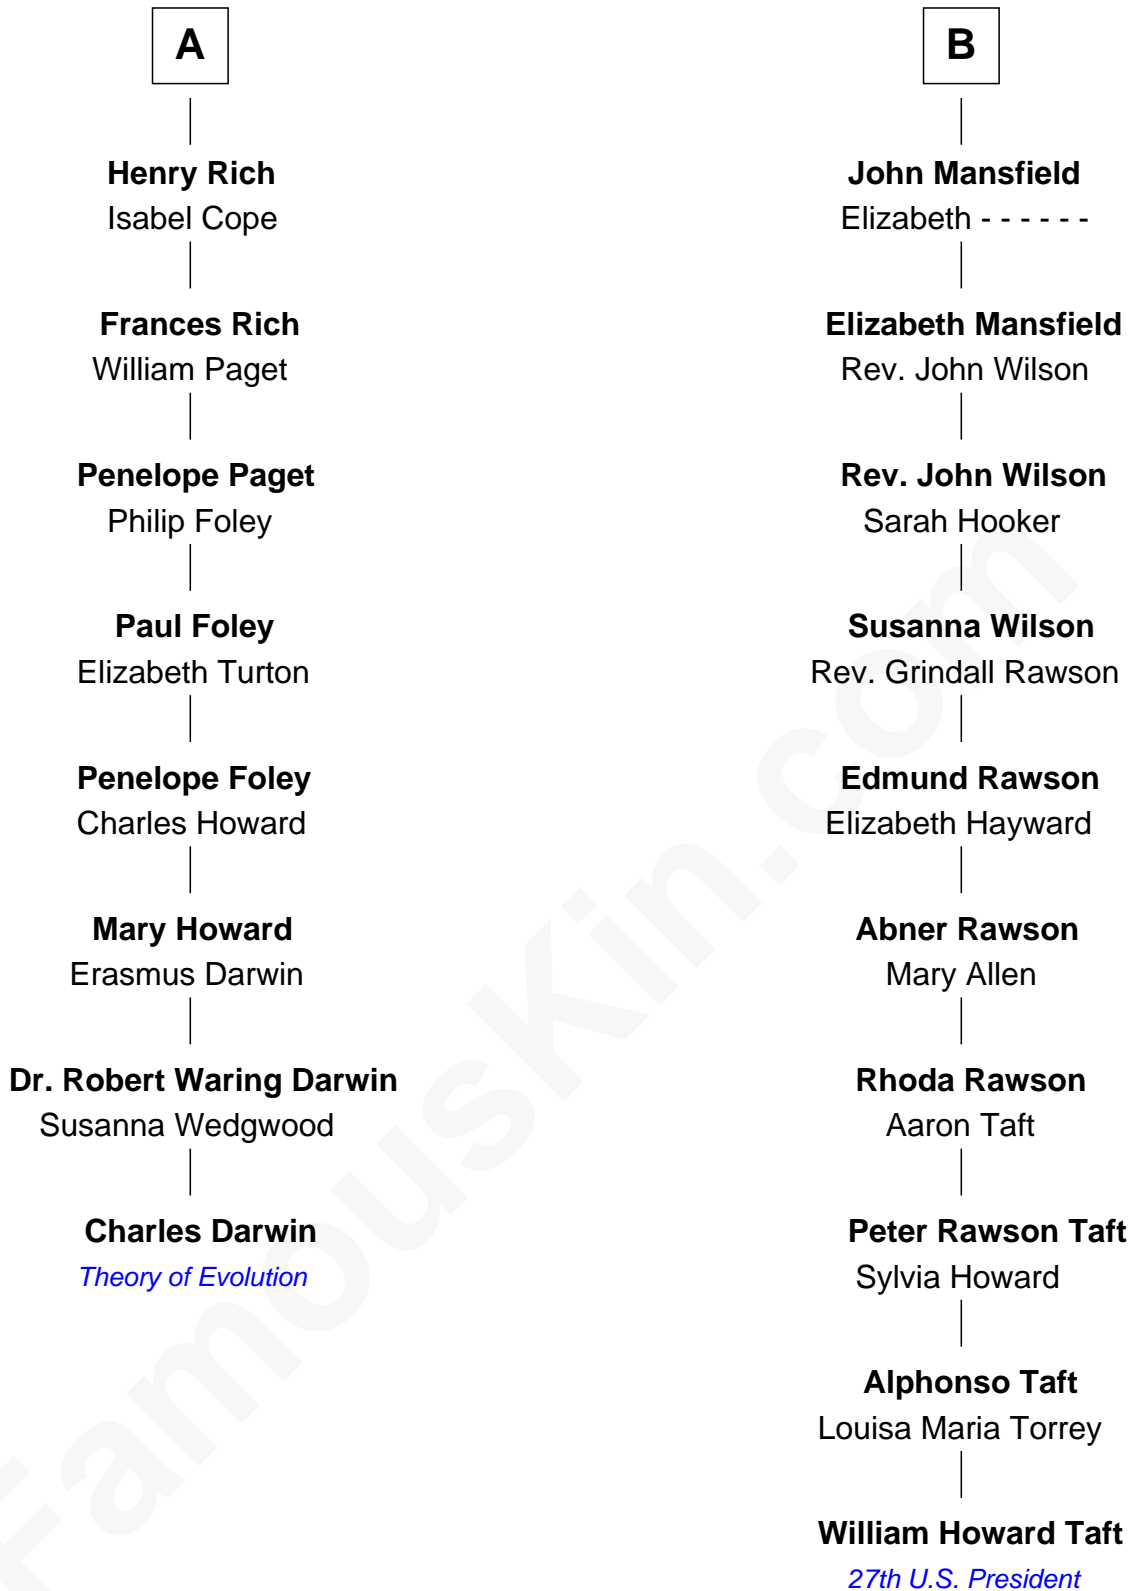 A
Henry Rich
Isabel Cope
Frances Rich
William Paget
Penelope Paget
Philip Foley
Paul Foley
Elizabeth Turton
Penelope Foley
Charles Howard
Mary Howard
Erasmus Darwin
Dr. Robert Waring Darwin
Susanna Wedgwood
Charles Darwin
Theory of Evolution
B
John Mansfield
Elizabeth - - - - - -
Elizabeth Mansfield
Rev. John Wilson
Rev. John Wilson
Sarah Hooker
Susanna Wilson
Rev. Grindall Rawson
Edmund Rawson
Elizabeth Hayward
Abner Rawson
Mary Allen
Rhoda Rawson
Aaron Taft
Peter Rawson Taft
Sylvia Howard
Alphonso Taft
Louisa Maria Torrey
William Howard Taft
27th U.S. President
FamousKin.com